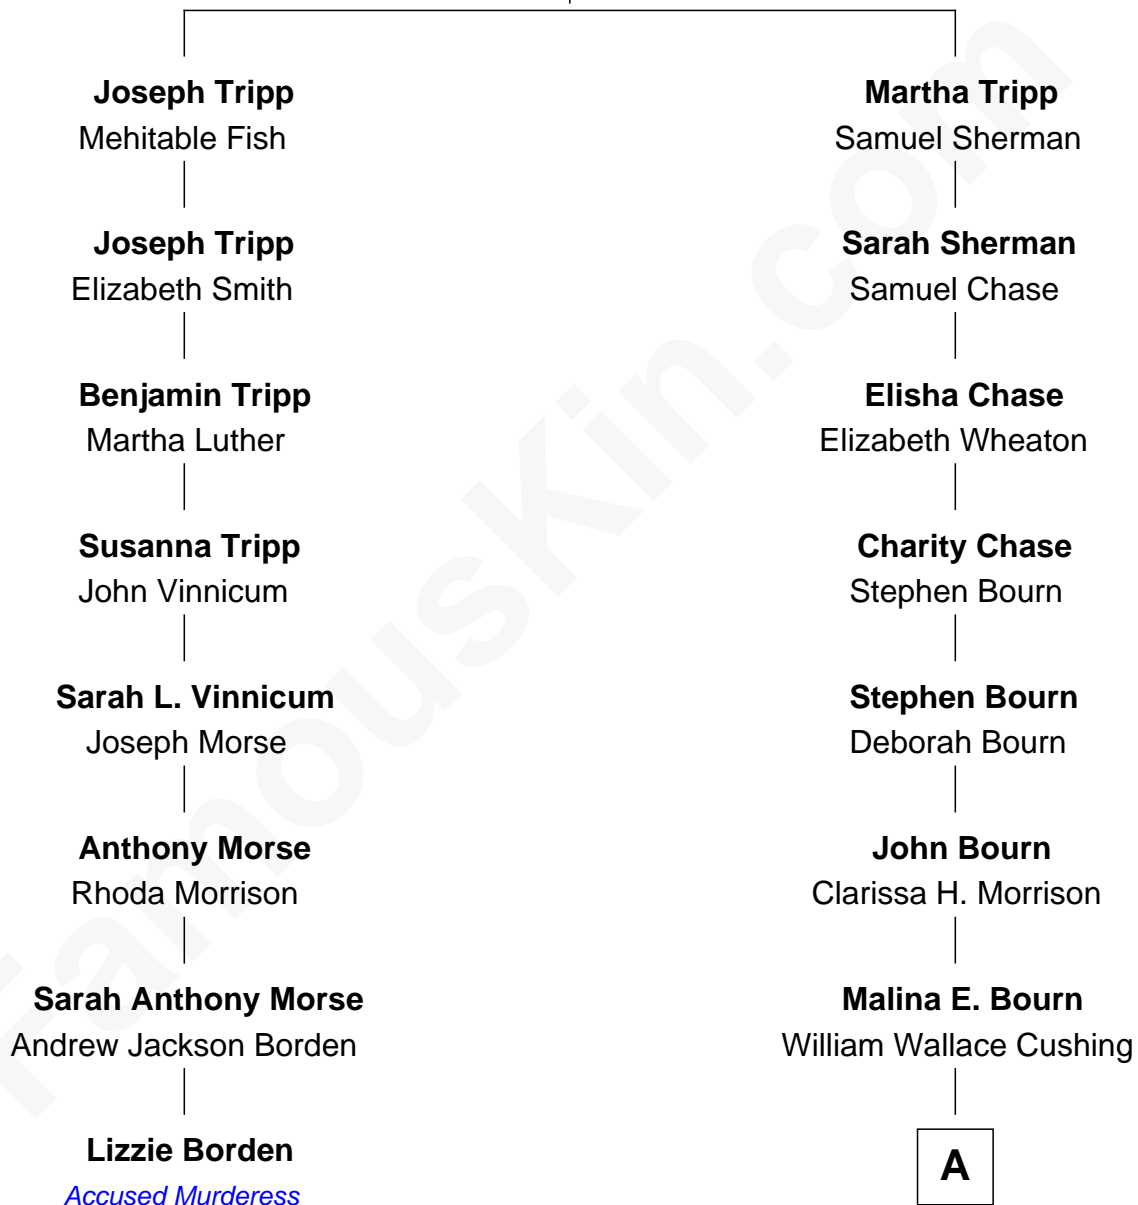 Joseph Tripp
Mehitable Fish
Joseph Tripp
Elizabeth Smith
Benjamin Tripp
Martha Luther
Susanna Tripp
John Vinnicum
Sarah L. Vinnicum
Joseph Morse
Anthony Morse
Rhoda Morrison
Sarah Anthony Morse
Andrew Jackson Borden
Lizzie Borden
Accused Murderess
Martha Tripp
Samuel Sherman
Sarah Sherman
Samuel Chase
Elisha Chase
Elizabeth Wheaton
Charity Chase
Stephen Bourn
Stephen Bourn
Deborah Bourn
John Bourn
Clarissa H. Morrison
Malina E. Bourn
William Wallace Cushing
A
FamousKin.com